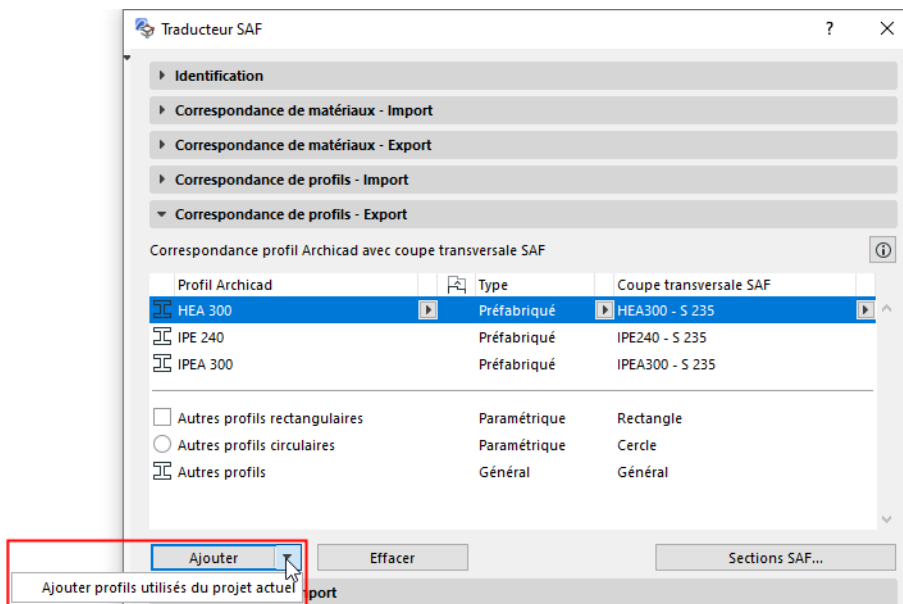 Traducteur SAF ?
Identification
Correspondance de matériaux - Import
Correspondance de matériaux - Export
Correspondance de profils - Import
Correspondance de profils - Export
Correspondance profil Archicad avec coupe transversale SAF
Profil Archicad Type Coupe transversale SAF
HEA 300 Préfabriqué HEA300 - S 235
IPE 240 Préfabriqué IPE240 - S 235
IPEA 300 Préfabriqué IPEA300 - S 235
Autres profils rectangulaires Paramétrique Rectangle
Autres profils circulaires Paramétrique Cercle
Autres profils Général Général
Ajouter Effacer Sections SAF...
Ajouter profils utilisés du projet actuel port